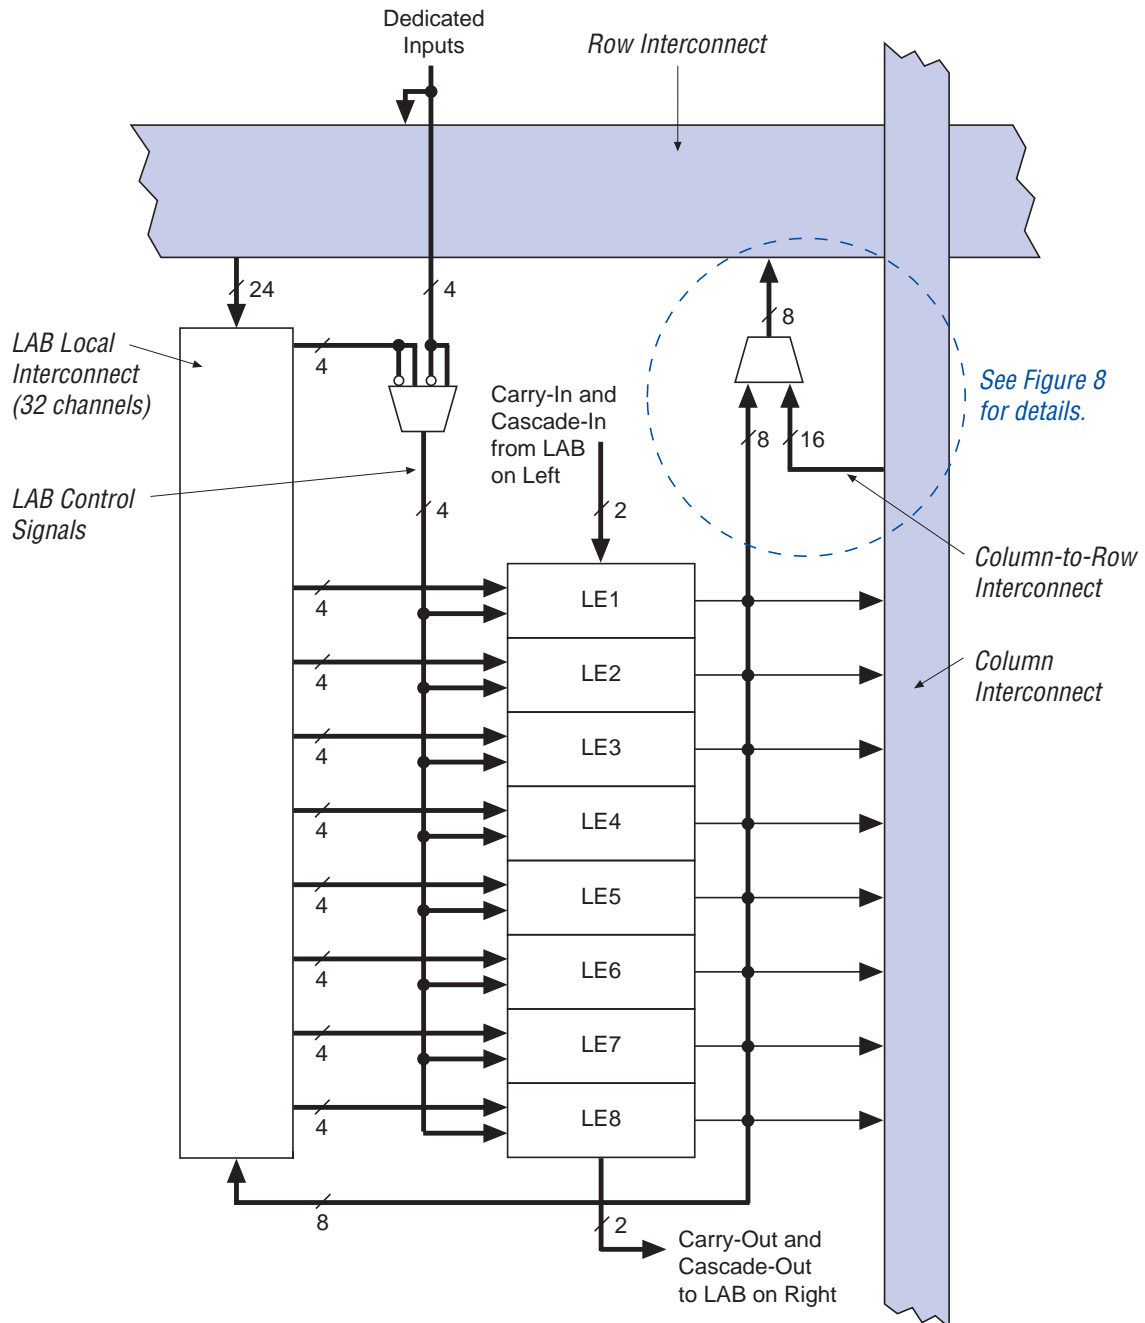 Dedicated
Inputs
Row Interconnect
24
4
LAB Local
Interconnect
(32 channels)
4
8
See Figure 8
for details.
Carry-In and
Cascade-In
from LAB
on Left
8
16
LAB Control
Signals
4
2
Column-to-Row
Interconnect
4
LE1
4
LE2
Column
Interconnect
4
LE3
4
LE4
4
LE5
4
LE6
4
LE7
4
LE8
8
2
Carry-Out and
Cascade-Out
to LAB on Right